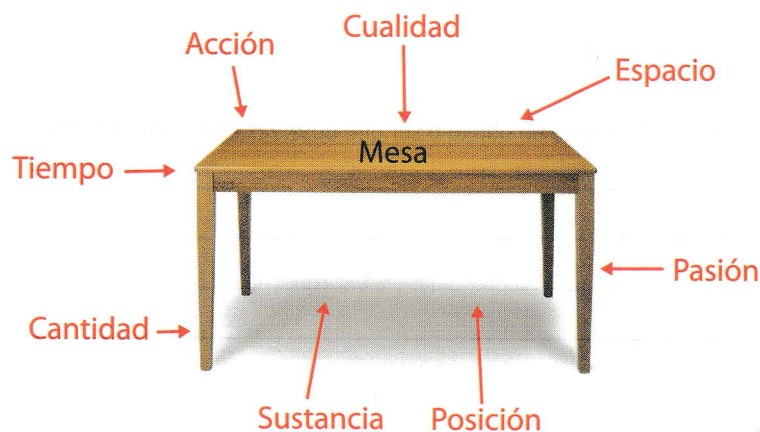 Cualidad
Acción
Espacio
Mesa
Tiempo
Pasión
Cantidad
Sustancia
Posición